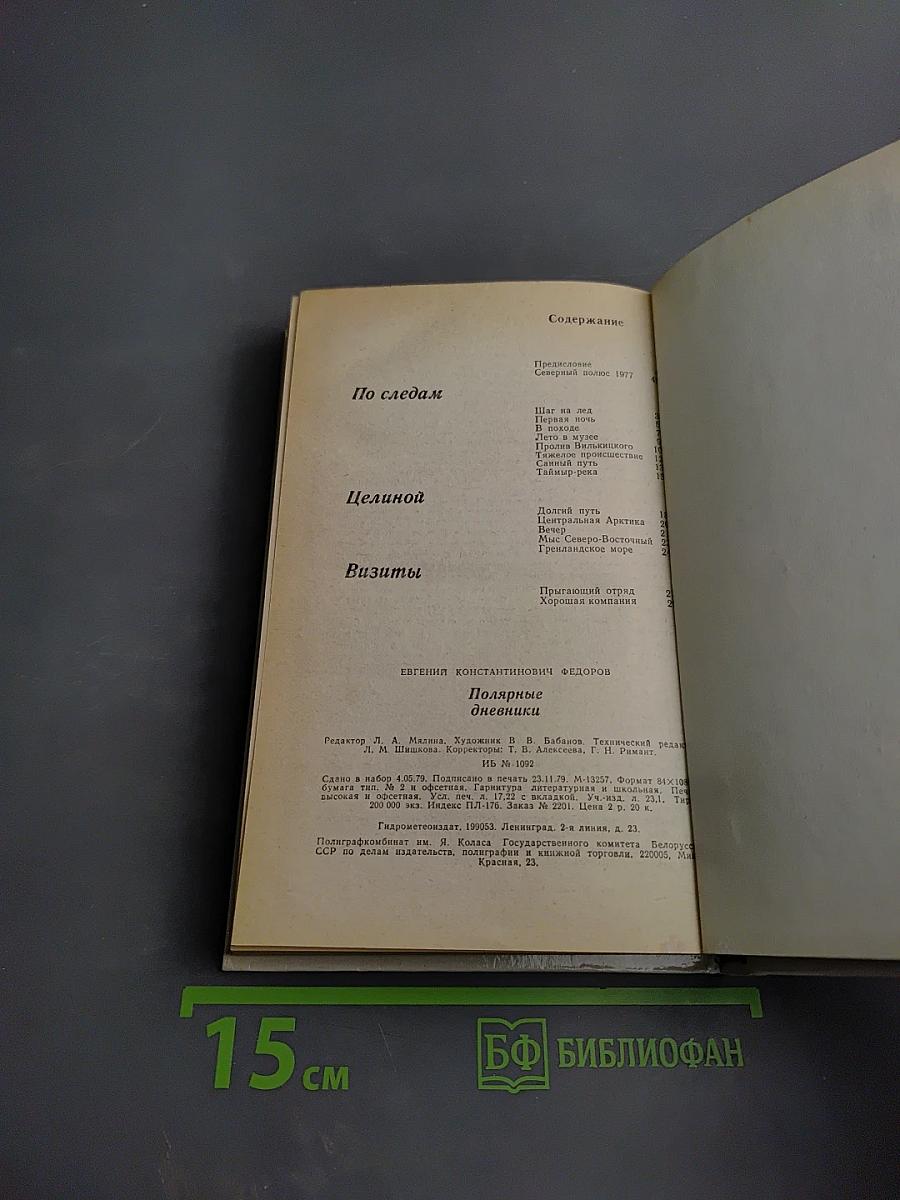 Содержание
Предисловие
Северный полюс 1977
По следам
Шаг на лед
Первая ночь
В походе
Лето в музее
Пролив Вилькицкого
Тяжелое происшествие
Санный путь
Таймыр-река
Целиной
Долгий путь
Центральная Арктика
Вечер
Мыс Северо-Восточный
Гренландское море
Визиты
Прыгающий отряд
Хорошая компания
ЕВГЕНИЙ КОНСТАНТИНОВИЧ ФЕДОРОВ
Полярные
дневники
Редактор Л. А. Мялина. Художник В. В. Бабанов. Технический
Л. М. Шишкова. Корректоры: Т. В. Алексеева, Г. Н. Римант.
ИБ № 1092
Сдано в набор 4.05.79. Подписано в печать 23.11.79. М-13257. Формат 84×108
бумага тип. № 2 и офсетная. Гарнитура литературная и школьная.
высокая и офсетная. Усл. печ. л. 17,22 с вкладкой. Уч.-изд. л. 23,1.
200 000 экз. Индекс ПЛ-176. Заказ № 2201. Цена 2 р. 20 к.
Гидрометеоиздат, 199053. Ленинград. 2-я линия, д. 23.
Полиграфкомбинат им. Я. Коласа Государственного комитета
ССР по делам издательств, полиграфии и книжной торговли. 220005,
Красная, 23.
15 см
БФ БИБЛИОФАН